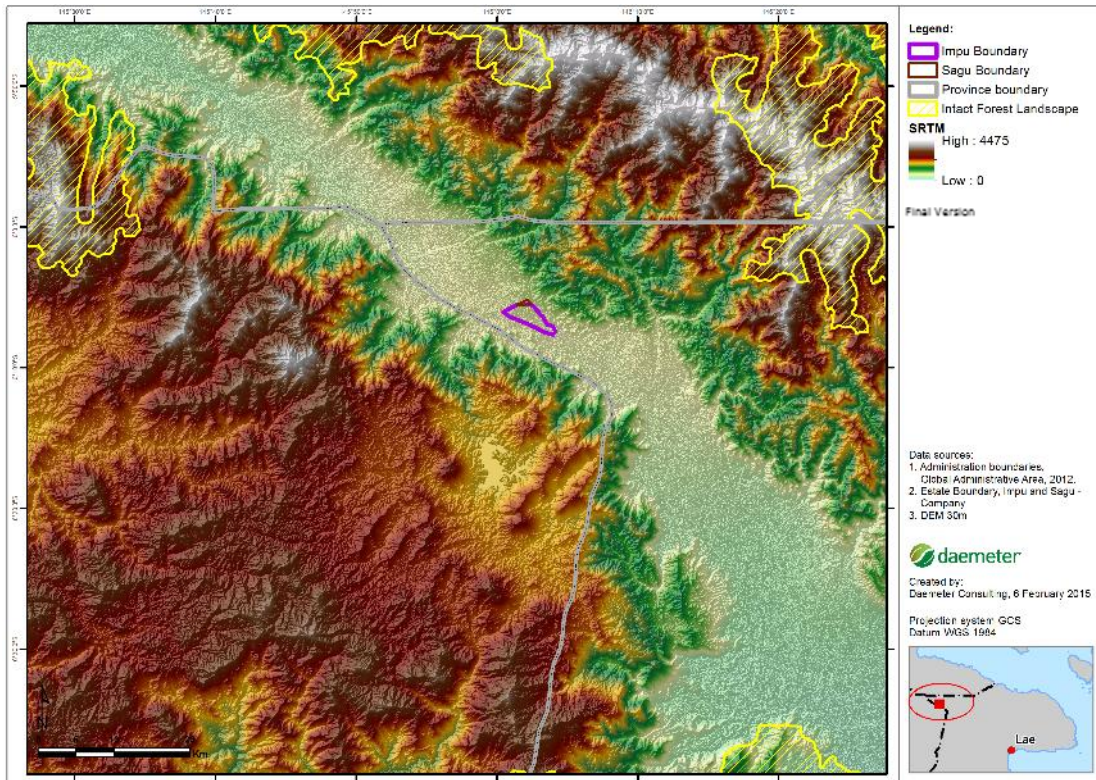 Legend:
Impu Boundary
Sagu Boundary
Province boundary
Intact Forest Landscape
SRTM
High : 4475
Low : 0
Final Version
Data sources:
1. Administration boundaries,
Global Administrative Area, 2012.
2. Estate Boundary, Impu and Sagu -
Company
3. DEM 30m
daemeter
Created by:
Daemeter Consulting, 6 February 2015
Projection system GCS
Datum WGS 1984
Lae
N
Km